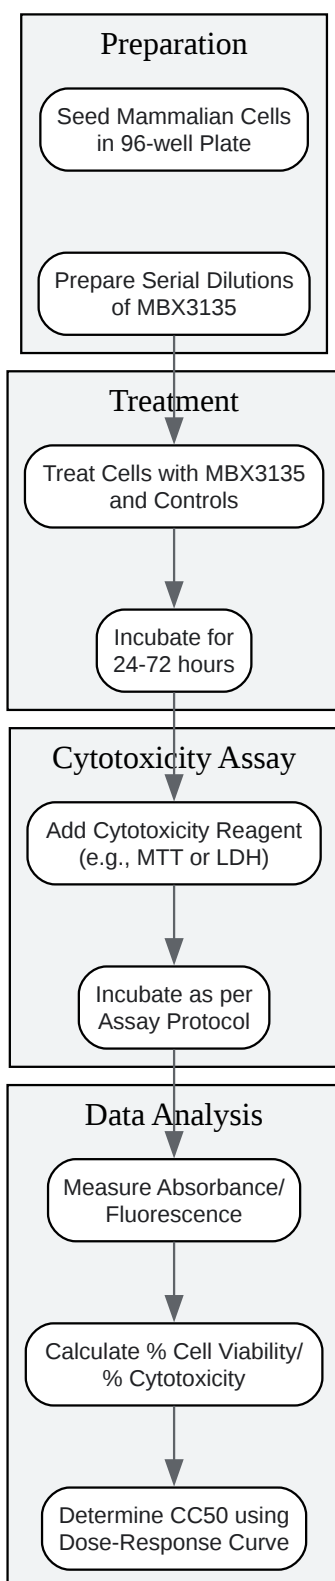 Preparation
Seed Mammalian Cells
in 96-well Plate
Prepare Serial Dilutions
of MBX3135
Treatment
Treat Cells with MBX3135
and Controls
Incubate for
24-72 hours
Cytotoxicity Assay
Add Cytotoxicity Reagent
(e.g., MTT or LDH)
Incubate as per
Assay Protocol
Data Analysis
Measure Absorbance/
Fluorescence
Calculate % Cell Viability/
% Cytotoxicity
Determine CC50 using
Dose-Response Curve